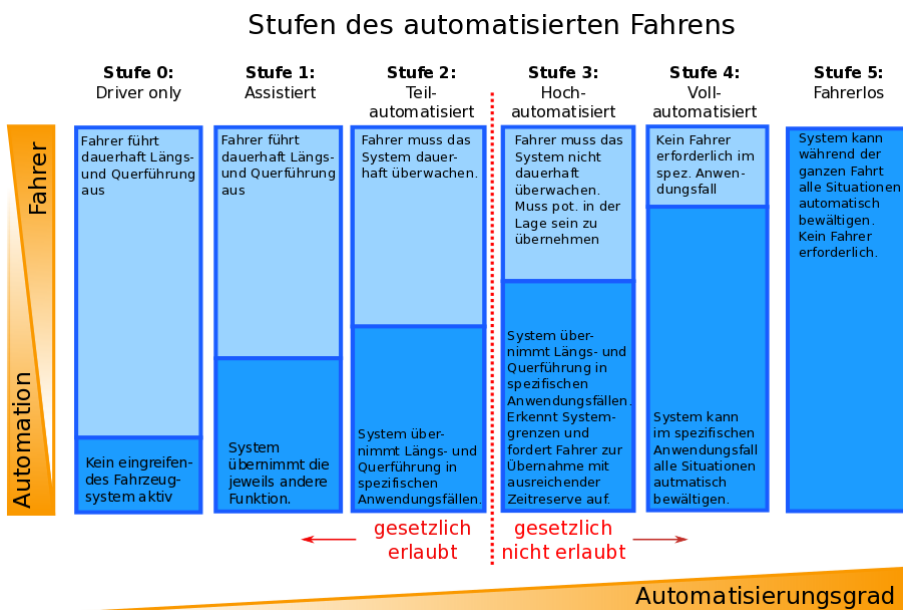 Stufen des automatisierten Fahrens
Stufe 0:
Driver only
Stufe 1:
Assistiert
Stufe 2:
Teil-
automatisiert
Stufe 3:
Hoch-
automatisiert
Stufe 4:
Voll-
automatisiert
Stufe 5:
Fahrerlos
Fahrer
Automation
Fahrer führt
dauerhaft Längs-
und Querführung
aus
Kein eingreifen-
des Fahrzeug-
system aktiv
Fahrer führt
dauerhaft Längs-
und Querführung
aus
System
übernimmt die
jeweils andere
Funktion.
Fahrer muss das
System dauer-
haft überwachen.
System über-
nimmt Längs- und
Querführung in
spezifischen
Anwendungsfällen.
Fahrer muss das
System nicht
dauerhaft
überwachen.
Muss pot. in der
Lage sein zu
übernehmen
System über-
nimmt Längs- und
Querführung in
spezifischen
Anwendungsfällen.
Erkennt System-
grenzen und
fordert Fahrer zur
Übernahme mit
ausreichender
Zeitreserve auf.
Kein Fahrer
erforderlich im
spez. Anwen-
dungsfall
System kann
im spezifischen
Anwendungsfall
alle Situationen
autmatisch
bewältigen.
System kann
während der
ganzen Fahrt
alle Situationen
automatisch
bewältigen.
Kein Fahrer
erforderlich.
gesetzlich
erlaubt
gesetzlich
nicht erlaubt
Automatisierungsgrad